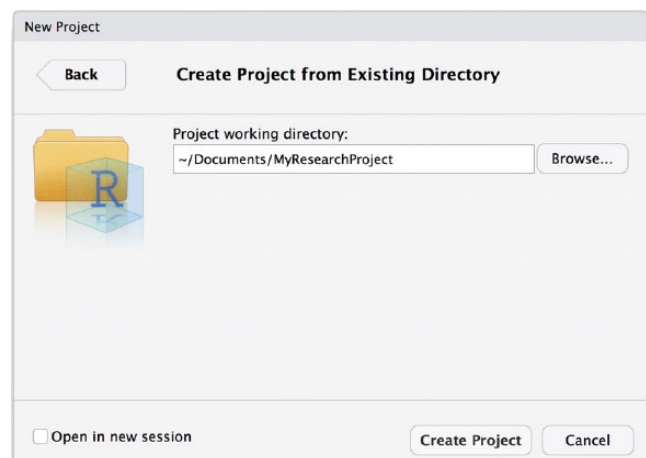 New Project
Back
Create Project from Existing Directory
Project working directory:
~/Documents/MyResearchProject
Browse...
R
Open in new session
Create Project
Cancel